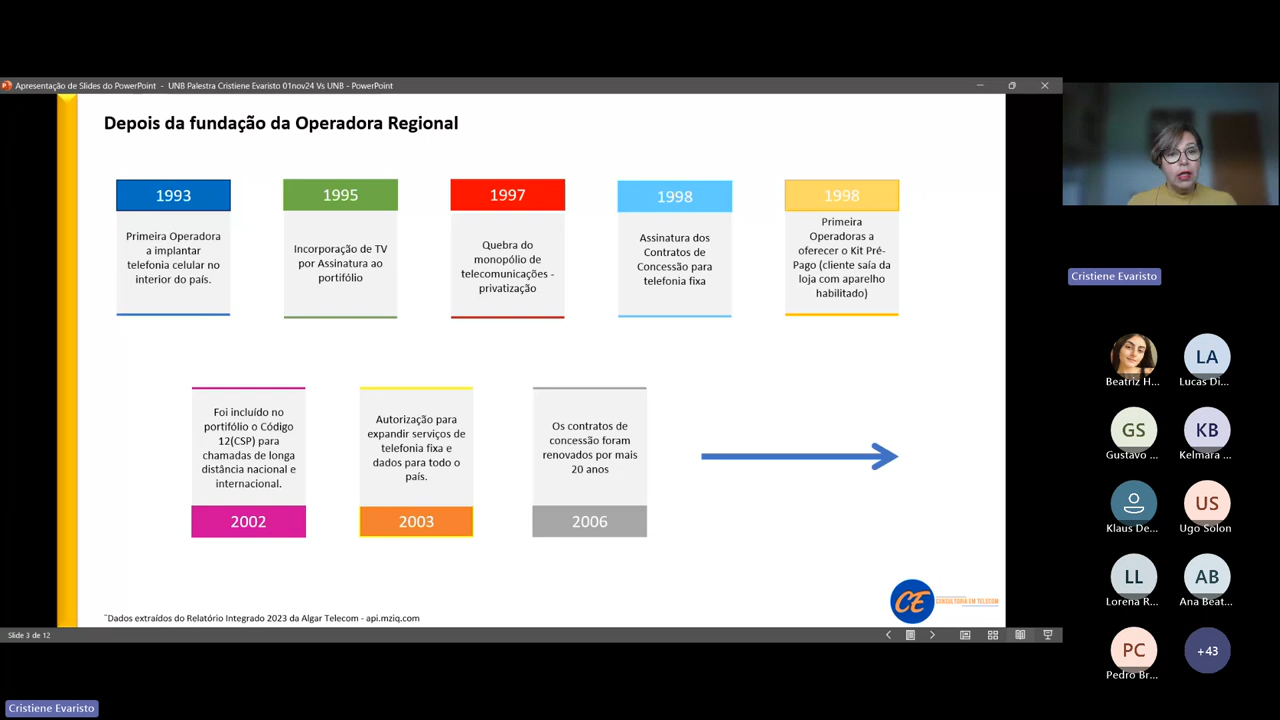 Apresentação de Slides do PowerPoint - UNB Palestra Cristiene Evaristo 01nov24 Vs UNB - PowerPoint
Depois da fundação da Operadora Regional
1993
Primeira Operadora
a implantar
telefonia celular no
interior do país.
1995
Incorporação de TV
por Assinatura ao
portifólio
1997
Quebra do
monopólio de
telecomunicações -
privatização
1998
Assinatura dos
Contratos de
Concessão para
telefonia fixa
1998
Primeira
Operadoras a
oferecer o Kit Pré-
Pago (cliente saía da
loja com aparelho
habilitado)
Foi incluído no
portifólio o Código
12(CSP) para
chamadas de longa
distância nacional e
internacional.
2002
Autorização para
expandir serviços de
telefonia fixa e
dados para todo o
país.
2003
Os contratos de
concessão foram
renovados por mais
20 anos
2006
CE
CONSULTORIA EM TELECOM
¨Dados extraídos do Relatório Integrado 2023 da Algar Telecom - api.mziq.com
Slide 3 de 12
Cristiene Evaristo
Beatriz H...
LA
Lucas Di...
GS
Gustavo ...
KB
Kelmara ...
Klaus De...
US
Ugo Solon
LL
Lorena R...
AB
Ana Beat...
PC
Pedro Br...
+43
Cristiene Evaristo